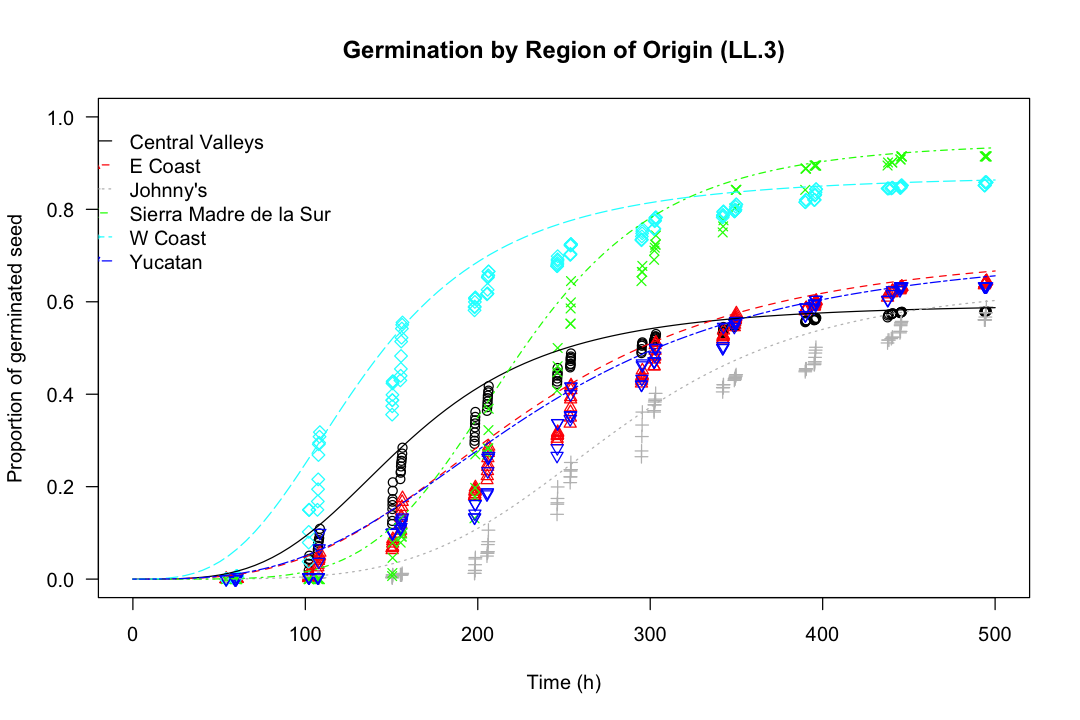 Germination by Region of Origin (LL.3)
1.0
0.8
0.6
0.4
0.2
0.0
Proportion of germinated seed
Central Valleys
E Coast
Johnny's
Sierra Madre de la Sur
W Coast
Yucatan
0 100 200 300 400 500
Time (h)